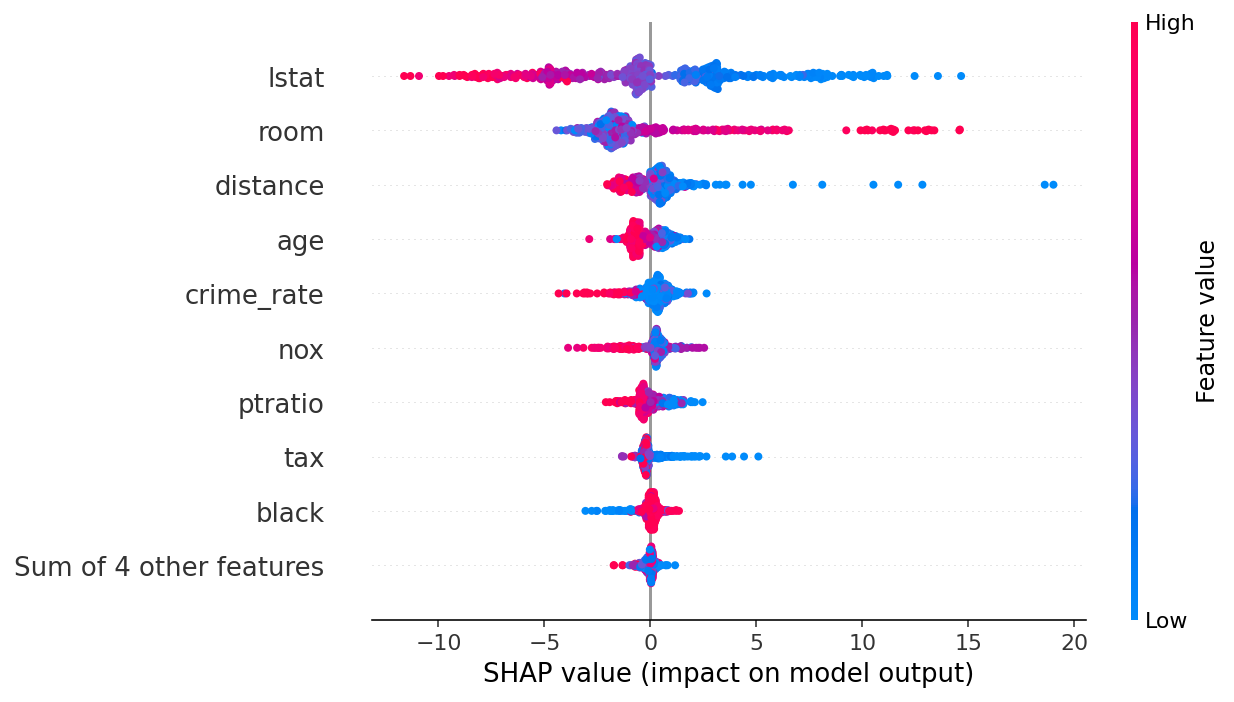 High
lstat
room
distance
age
crime_rate
nox
ptratio
tax
black
Sum of 4 other features
Feature value
Low
−10 −5 0 5 10 15 20
SHAP value (impact on model output)